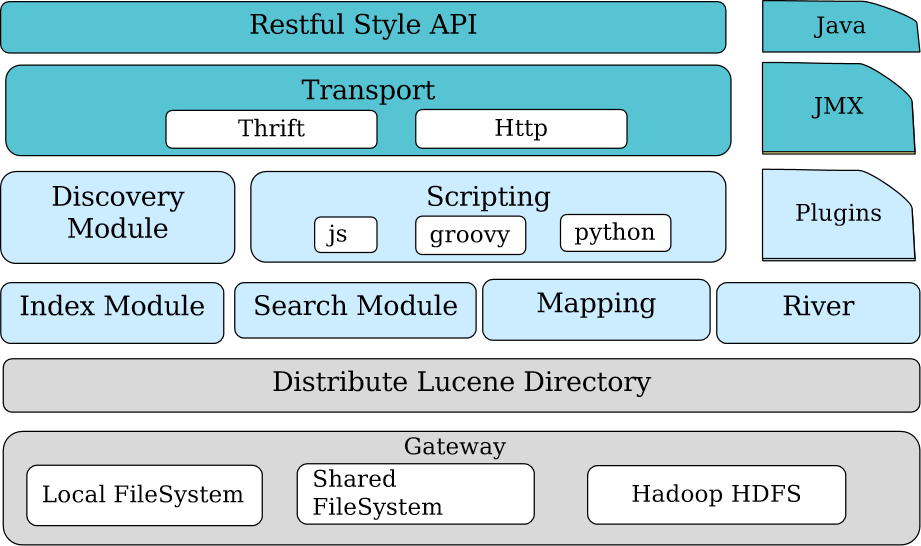 Restful Style API
Java
Transport
JMX
Thrift
Http
Discovery
Module
Scripting
js
groovy
python
Plugins
Index Module
Search Module
Mapping
River
Distribute Lucene Directory
Gateway
Local FileSystem
Shared
FileSystem
Hadoop HDFS